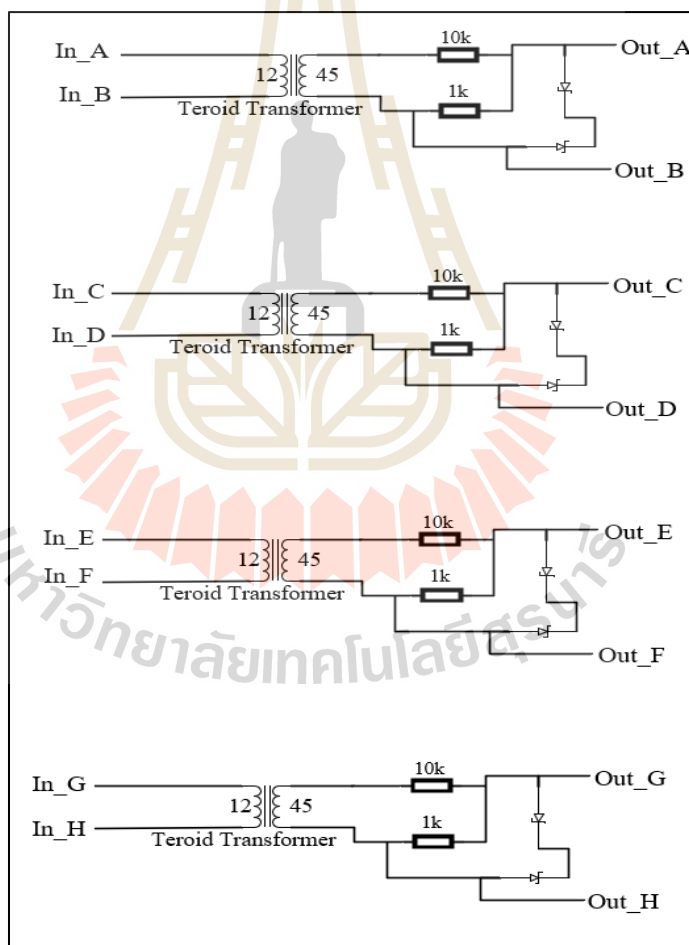 10k
In_A
Out_A
12 45
1k
In_B
Teroid Transformer
Out_B
10k
In_C
Out_C
12 45
1k
In_D
Teroid Transformer
Out_D
10k
In_E
Out_E
12 45
1k
In_F
Teroid Transformer
Out_F
มหาวิทยาลัยเทคโนโลยีสุรนารี
10k
In_G
Out_G
12 45
1k
In_H
Teroid Transformer
Out_H